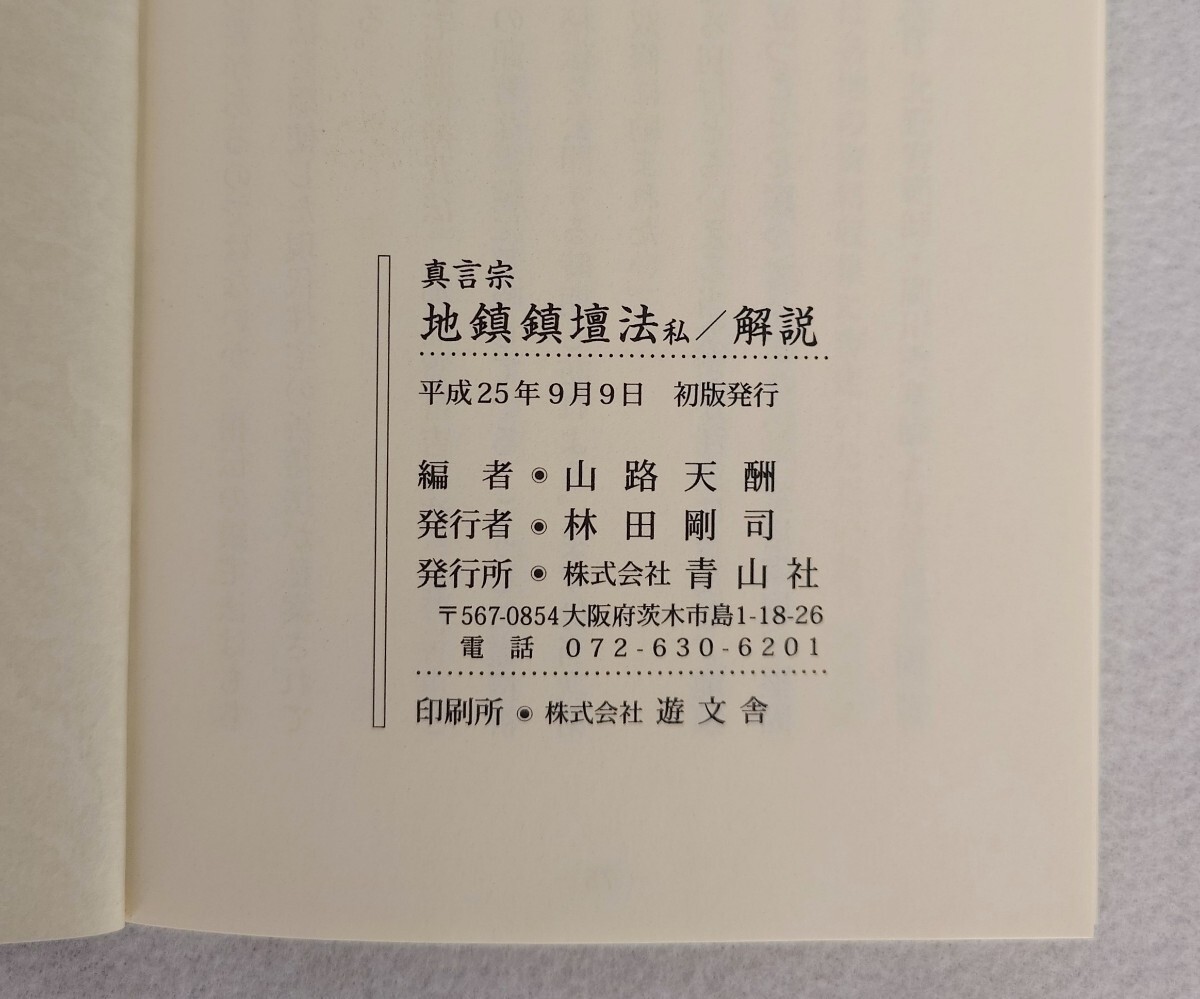 真言宗
地鎮鎮壇法私／解説
平成25年9月9日　初版発行
編　者◉山路天酬
発行者◉林田剛司
発行所◉株式会社 青山社
〒567-0854大阪府茨木市島1-18-26
電　話　072-630-6201
印刷所◉株式会社 遊文舎